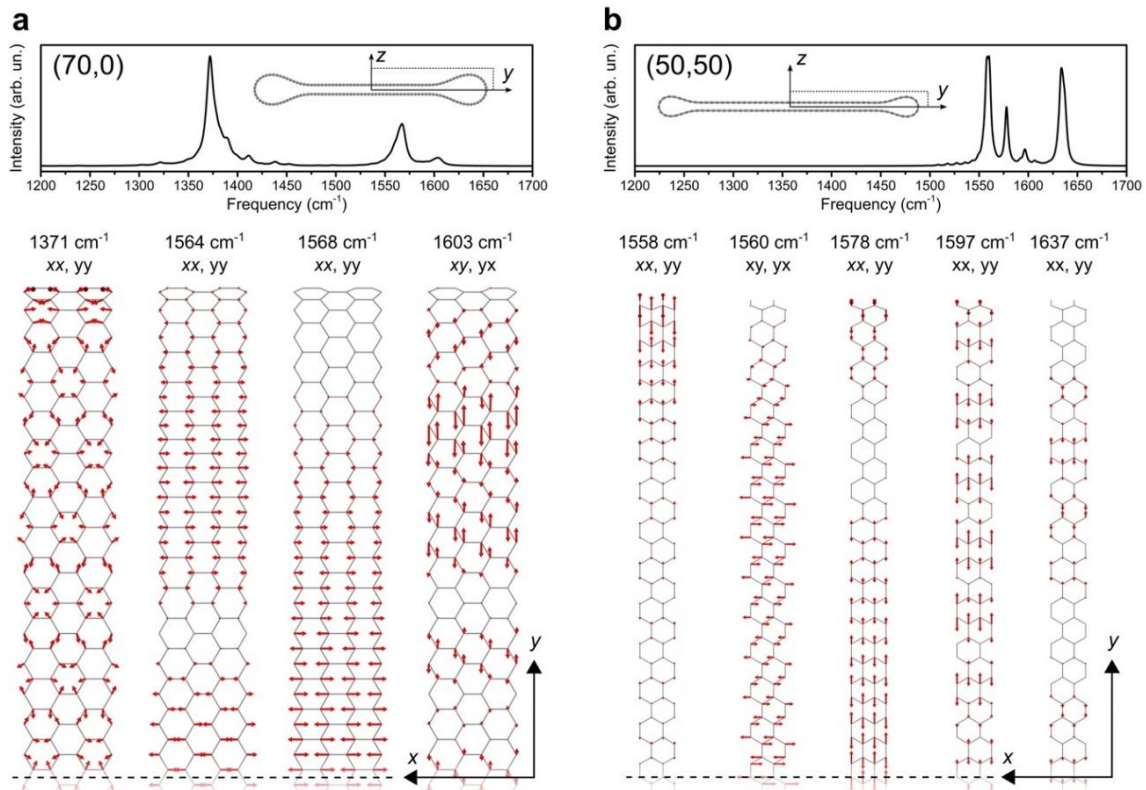 a
(70,0)
z
y
Intensity (arb. un.)
1200 1250 1300 1350 1400 1450 1500 1550 1600 1650 1700
Frequency (cm-1)
1371 cm-1
xx, yy
1564 cm-1
xx, yy
1568 cm-1
xx, yy
1603 cm-1
xy, yx
y
x
b
(50,50)
z
y
Intensity (arb. un.)
1200 1250 1300 1350 1400 1450 1500 1550 1600 1650 1700
Frequency (cm-1)
1558 cm-1
xx, yy
1560 cm-1
xy, yx
1578 cm-1
xx, yy
1597 cm-1
xx, yy
1637 cm-1
xx, yy
y
x